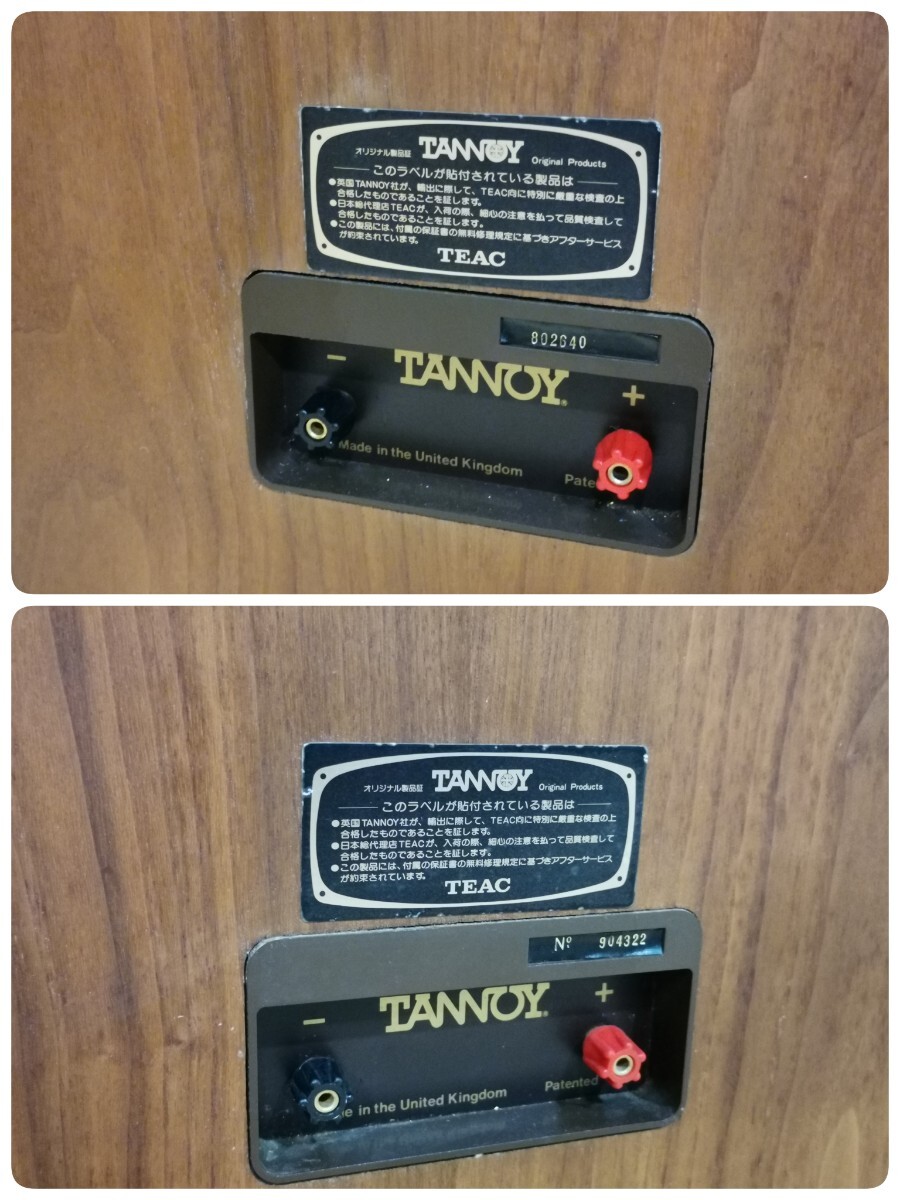 オリジナル製品証 TANNOY Original Products
このラベルが貼付されている製品は
●英国TANNOY社が、輸出に際して、TEAC向に特別に厳重な検査の上
合格したものであることを証します。
●日本総代理店TEACが、入荷の際、細心の注意を払って品質検査して
合格したものであることを証します。
●この製品には、付属の保証書の無料修理規定に基づきアフターサービス
が約束されています。
TEAC
802640
− TANNOY® +
Made in the United Kingdom
Pate
オリジナル製品証 TANNOY Original Products
このラベルが貼付されている製品は
●英国TANNOY社が、輸出に際して、TEAC向に特別に厳重な検査の上
合格したものであることを証します。
●日本総代理店TEACが、入荷の際、細心の注意を払って品質検査して
合格したものであることを証します。
●この製品には、付属の保証書の無料修理規定に基づきアフターサービス
が約束されています。
TEAC
Nº 904322
− TANNOY® +
e in the United Kingdom
Patented